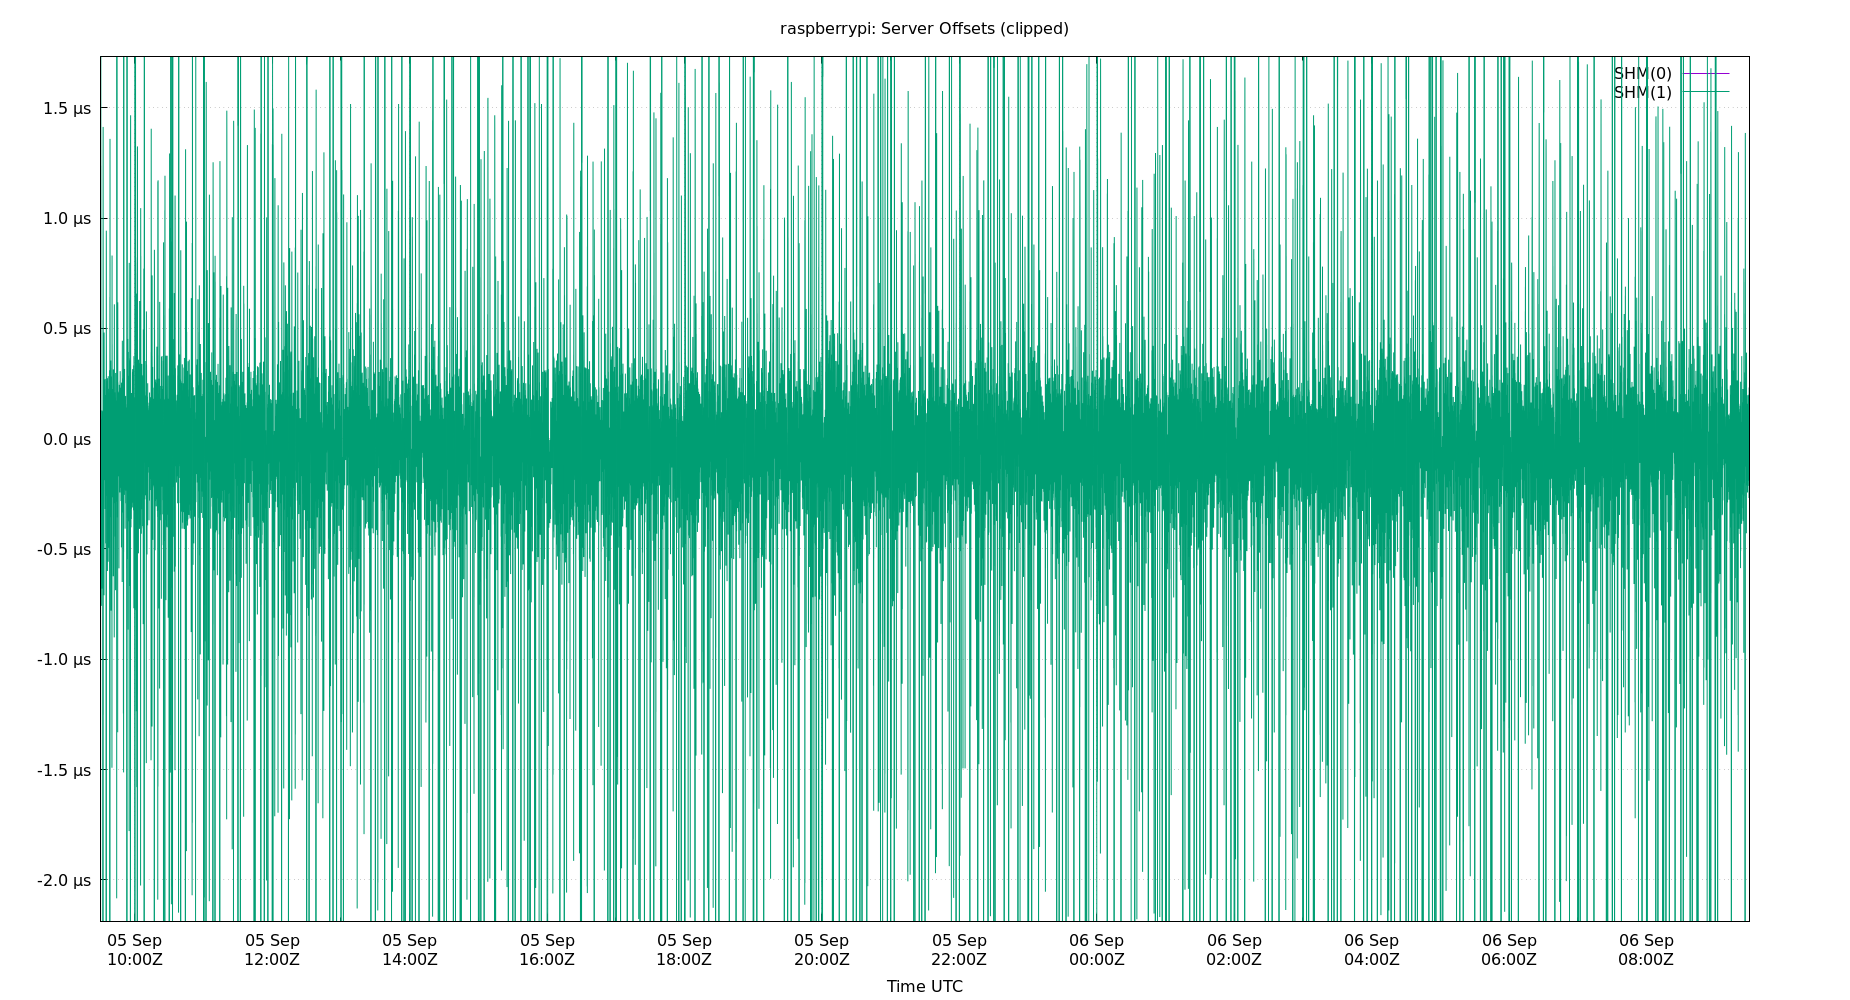 raspberrypi: Server Offsets (clipped)
SHM(0)
SHM(1)
1.5 µs
1.0 µs
0.5 µs
0.0 µs
-0.5 µs
-1.0 µs
-1.5 µs
-2.0 µs
05 Sep 05 Sep 05 Sep 05 Sep 05 Sep 05 Sep 05 Sep 06 Sep 06 Sep 06 Sep 06 Sep 06 Sep
10:00Z 12:00Z 14:00Z 16:00Z 18:00Z 20:00Z 22:00Z 00:00Z 02:00Z 04:00Z 06:00Z 08:00Z
Time UTC